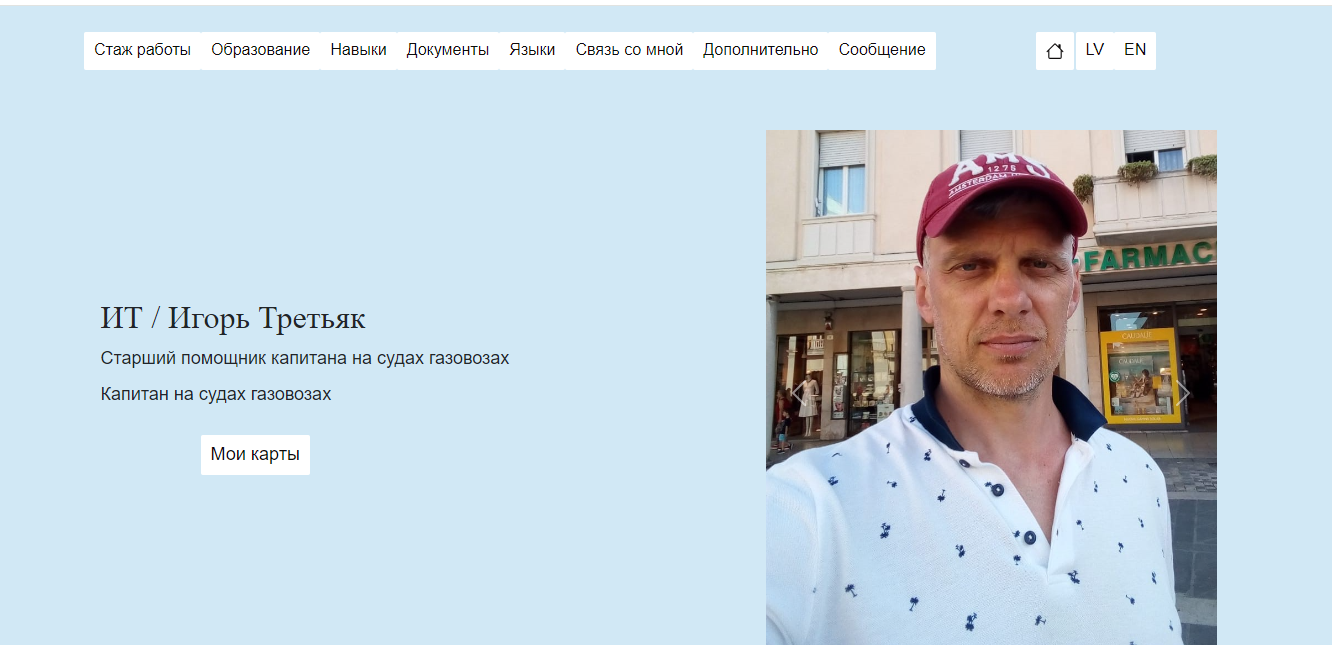 Стаж работы Образование Навыки Документы Языки Связь со мной Дополнительно Сообщение LV EN
ИТ / Игорь Третьяк
Старший помощник капитана на судах газовозах
Капитан на судах газовозах
Мои карты
AMS
1275
AMSTERDAM
FARMAC
CAUDALIE